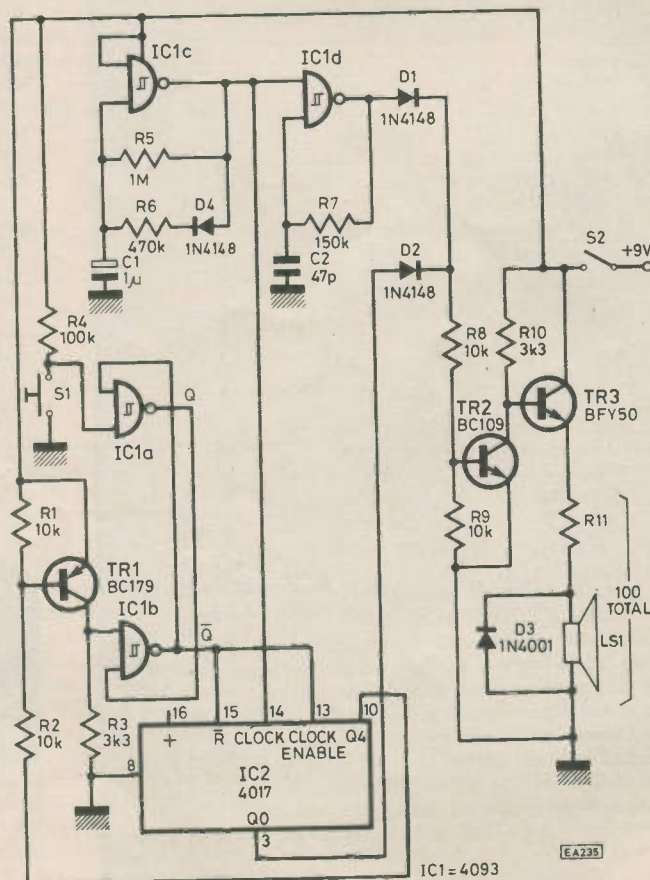 IC1c
R5
1M
R6
470k
D4
1N4148
C1
1μ
IC1d
D1
1N4148
R7
150k
C2
47p
D2
1N4148
S2
+9V
R4
100k
S1
IC1a
Q
R8
10k
R10
3k3
TR3
BFY50
TR2
BC109
R9
10k
R11
100
TOTAL
D3
1N4001
LS1
R1
10k
TR1
BC179
IC1b
Q̅
R2
10k
R3
3k3
16
15
14
13
10
+
R̅
CLOCK
CLOCK
ENABLE
Q4
8
IC2
4017
Q0
3
EA235
IC1=4093